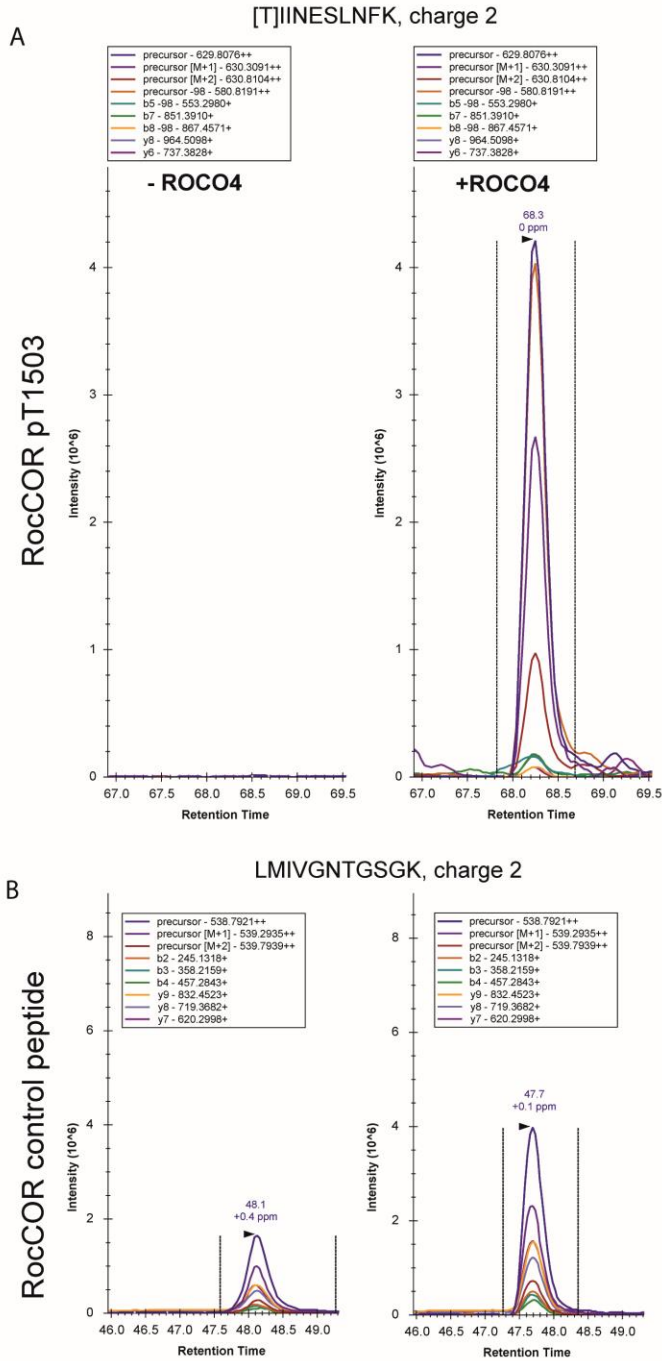 [T]IINESLNFK, charge 2
A
precursor - 629.8076++
precursor [M+1] - 630.3091++
precursor [M+2] - 630.8104++
precursor -98 - 580.8191++
b5 -98 - 553.2980+
b7 - 851.3910+
b8 -98 - 867.4571+
y8 - 964.5098+
y6 - 737.3828+
- ROCO4
precursor - 629.8076++
precursor [M+1] - 630.3091++
precursor [M+2] - 630.8104++
precursor -98 - 580.8191++
b5 -98 - 553.2980+
b7 - 851.3910+
b8 -98 - 867.4571+
y8 - 964.5098+
y6 - 737.3828+
+ROCO4
68.3
0 ppm
RocCOR pT1503
Intensity (10^6)
4
3
2
1
0
67.0 67.5 68.0 68.5 69.0 69.5
Retention Time
Intensity (10^6)
4
3
2
1
0
67.0 67.5 68.0 68.5 69.0 69.5
Retention Time
LMIVGNTGSGK, charge 2
B
precursor - 538.7921++
precursor [M+1] - 539.2935++
precursor [M+2] - 539.7939++
b2 - 245.1318+
b3 - 358.2159+
b4 - 457.2843+
y9 - 832.4523+
y8 - 719.3682+
y7 - 620.2998+
48.1
+0.4 ppm
precursor - 538.7921++
precursor [M+1] - 539.2935++
precursor [M+2] - 539.7939++
b2 - 245.1318+
b3 - 358.2159+
b4 - 457.2843+
y9 - 832.4523+
y8 - 719.3682+
y7 - 620.2998+
47.7
+0.1 ppm
RocCOR control peptide
Intensity (10^6)
8
6
4
2
0
46.0 46.5 47.0 47.5 48.0 48.5 49.0
Retention Time
Intensity (10^6)
8
6
4
2
0
46.0 46.5 47.0 47.5 48.0 48.5 49.0
Retention Time